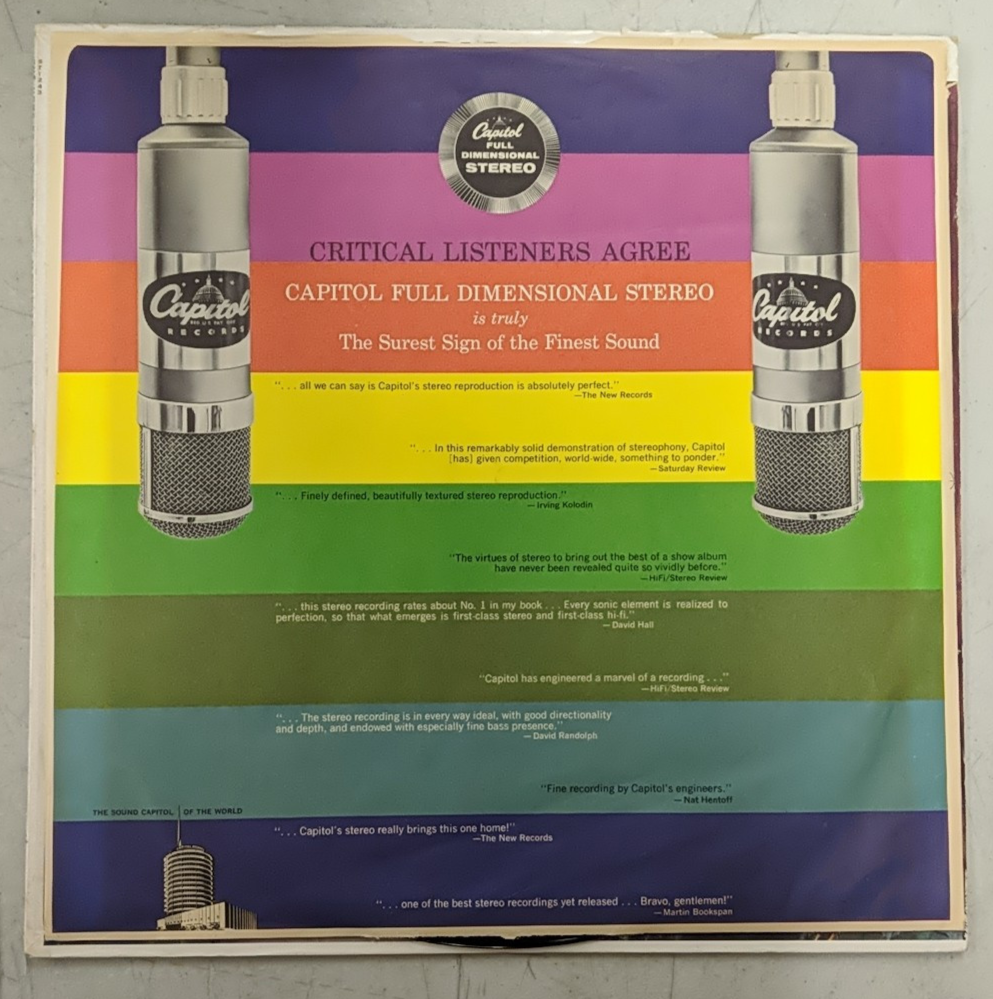 Capitol
FULL
DIMENSIONAL
STEREO
CRITICAL LISTENERS AGREE
CAPITOL FULL DIMENSIONAL STEREO
is truly
The Surest Sign of the Finest Sound
Capitol
RECORDS
Capitol
RECORDS
". . . all we can say is Capitol's stereo reproduction is absolutely perfect."
—The New Records
". . . In this remarkably solid demonstration of stereophony, Capitol
[has] given competition, world-wide, something to ponder."
—Saturday Review
". . . Finely defined, beautifully textured stereo reproduction."
—Irving Kolodin
"The virtues of stereo to bring out the best of a show album
have never been revealed quite so vividly before."
—HiFi/Stereo Review
". . . this stereo recording rates about No. 1 in my book . . . Every sonic element is realized to
perfection, so that what emerges is first-class stereo and first-class hi-fi."
—David Hall
"Capitol has engineered a marvel of a recording . . ."
—HiFi/Stereo Review
". . . The stereo recording is in every way ideal, with good directionality
and depth, and endowed with especially fine bass presence."
—David Randolph
"Fine recording by Capitol's engineers."
—Nat Hentoff
THE SOUND CAPITOL OF THE WORLD
". . . Capitol's stereo really brings this one home!"
—The New Records
". . . one of the best stereo recordings yet released . . . Bravo, gentlemen!"
—Martin Bookspan